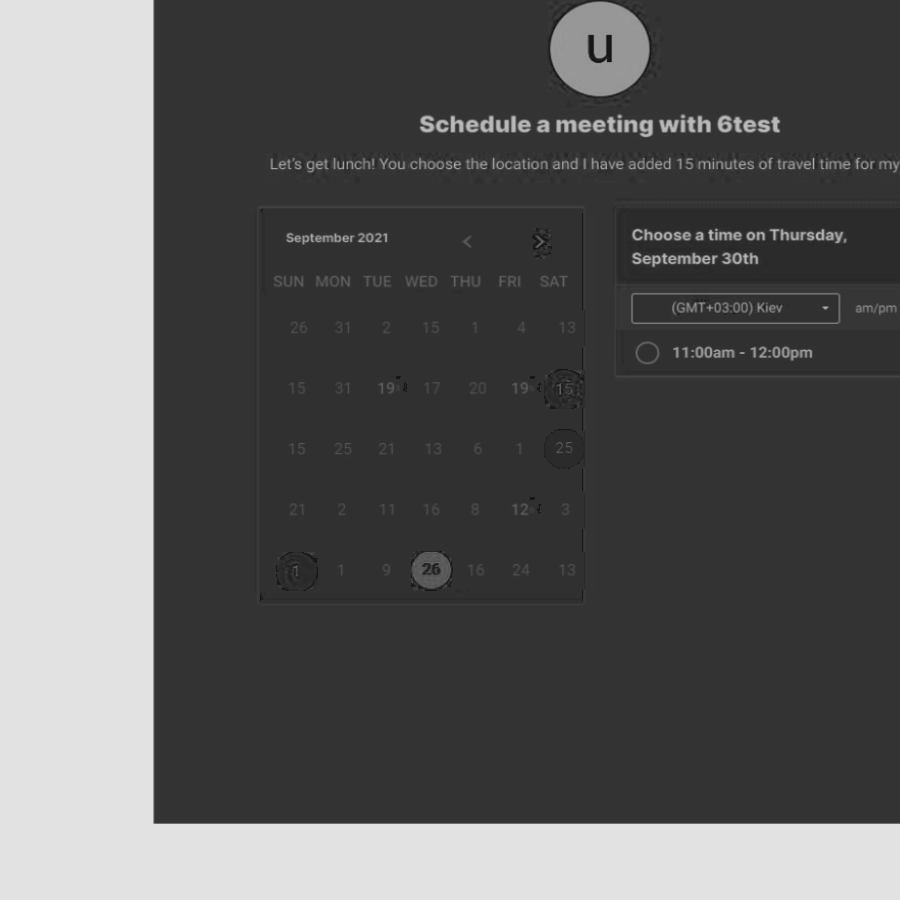 u
Schedule a meeting with 6test
Let's get lunch! You choose the location and I have added 15 minutes of travel time for my
September 2021
SUN MON TUE WED THU FRI SAT
26 31 2 15 1 4 13
15 31 19 17 20 19 15
15 25 21 13 6 1 25
21 2 11 16 8 12 3
1 1 9 26 16 24 13
Choose a time on Thursday,
September 30th
(GMT+03:00) Kiev am/pm
11:00am - 12:00pm